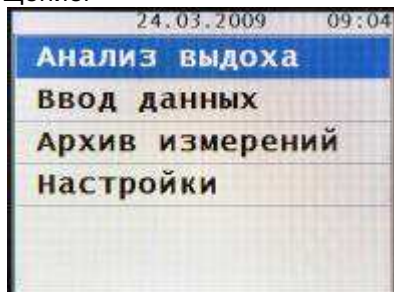 24.03.2009 09:04
Анализ выдоха
Ввод данных
Архив измерений
Настройки